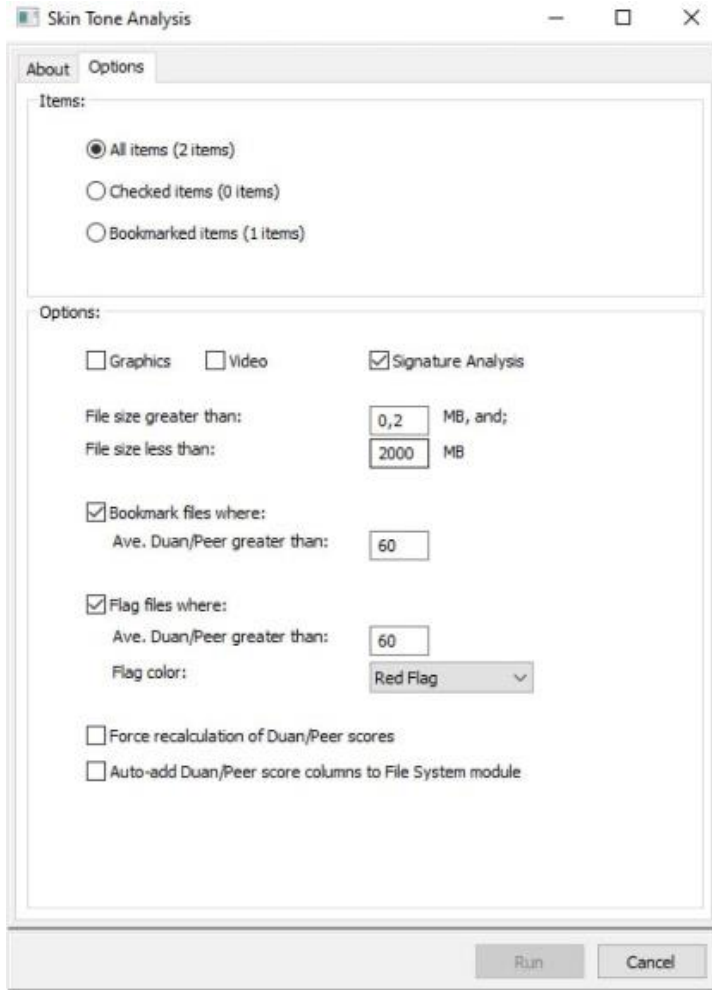 Skin Tone Analysis
About Options
Items:
All items (2 items)
Checked items (0 items)
Bookmarked items (1 items)
Options:
Graphics Video Signature Analysis
File size greater than: 0,2 MB, and;
File size less than: 2000 MB
Bookmark files where:
Ave. Duan/Peer greater than: 60
Flag files where:
Ave. Duan/Peer greater than: 60
Flag color: Red Flag
Force recalculation of Duan/Peer scores
Auto-add Duan/Peer score columns to File System module
Run Cancel